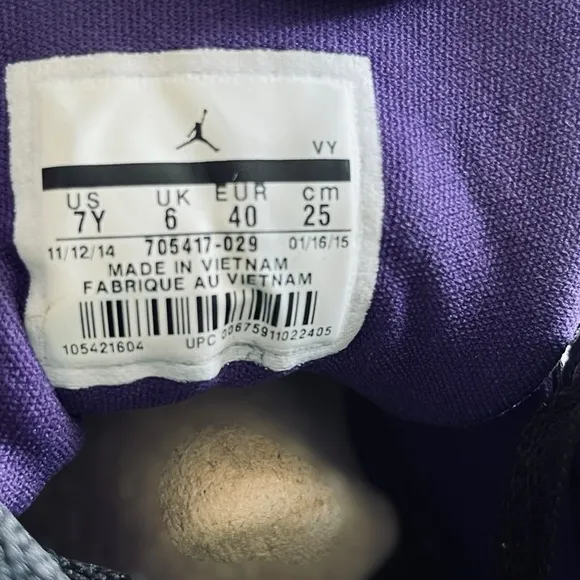 VY
US UK EUR cm
7Y 6 40 25
11/12/14 705417-029 01/16/15
MADE IN VIETNAM
FABRIQUE AU VIETNAM
105421604 UPC 00675911022405